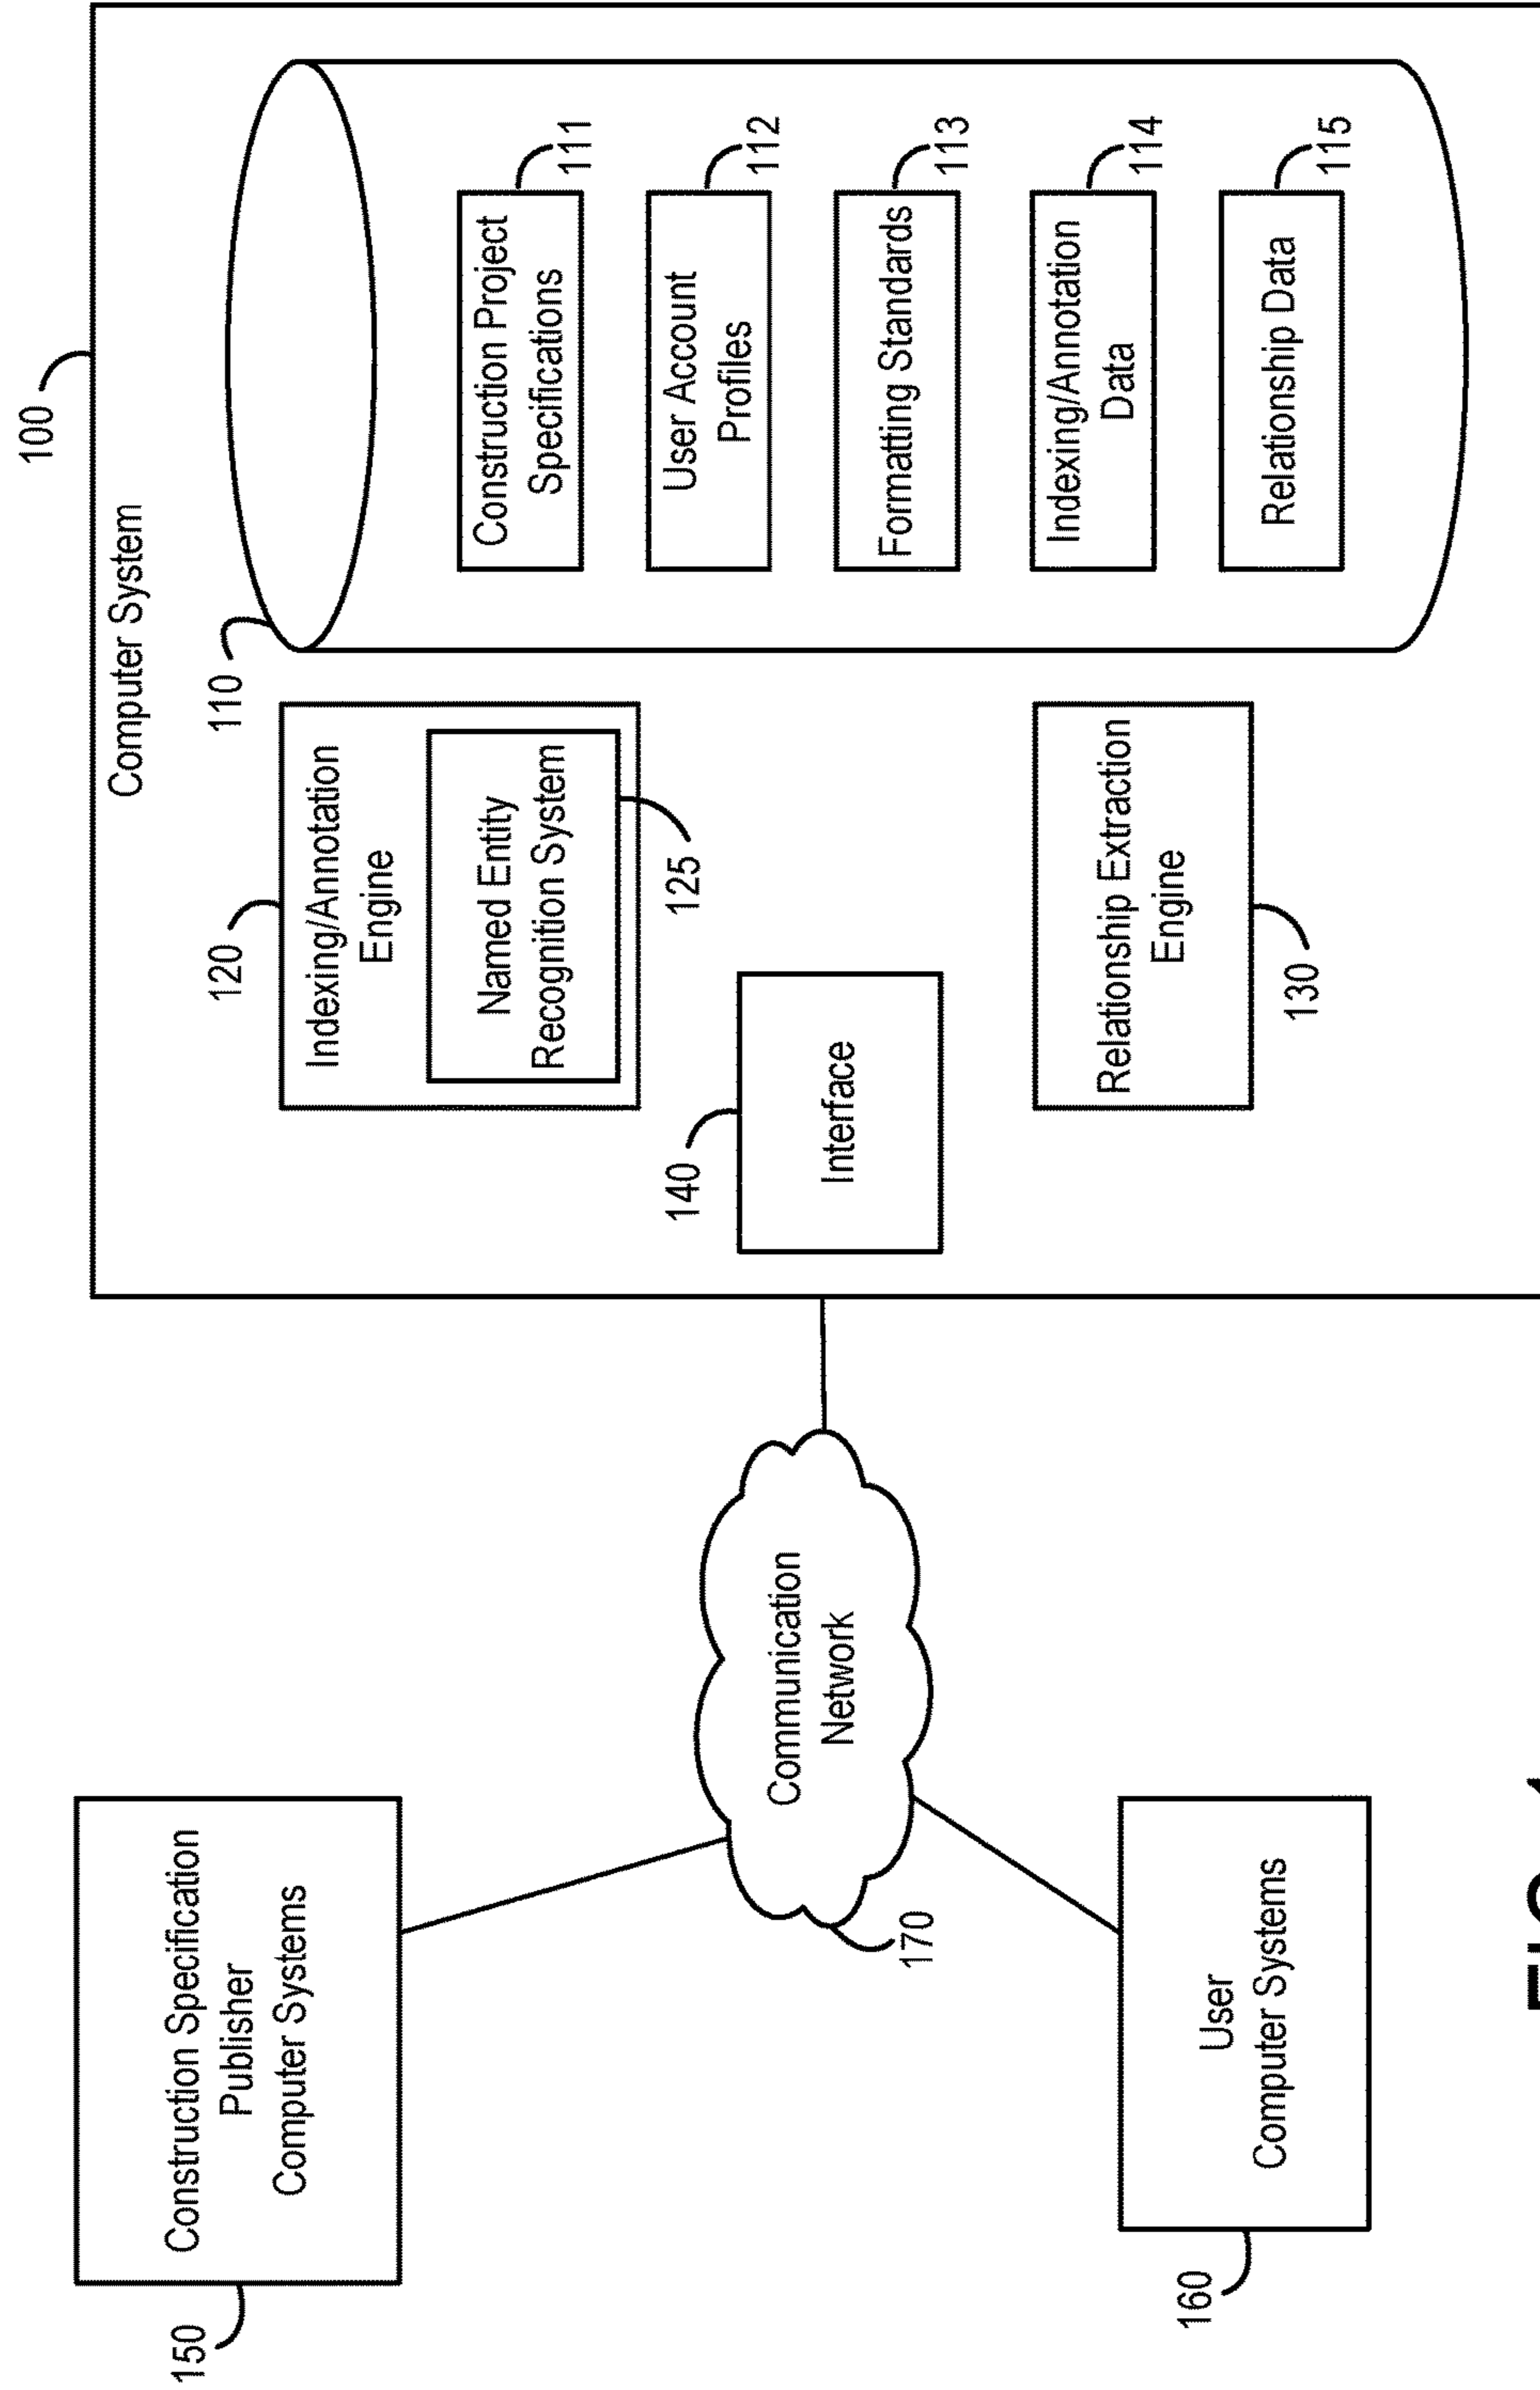 150
Construction Specification
Publisher
Computer Systems
160
User
Computer Systems
170
Communication
Network
100
Computer System
110
120
Indexing/Annotation
Engine
Named Entity
Recognition System
125
140
Interface
Relationship Extraction
Engine
130
Construction Project
Specifications
111
User Account
Profiles
112
Formatting Standards
113
Indexing/Annotation
Data
114
Relationship Data
115